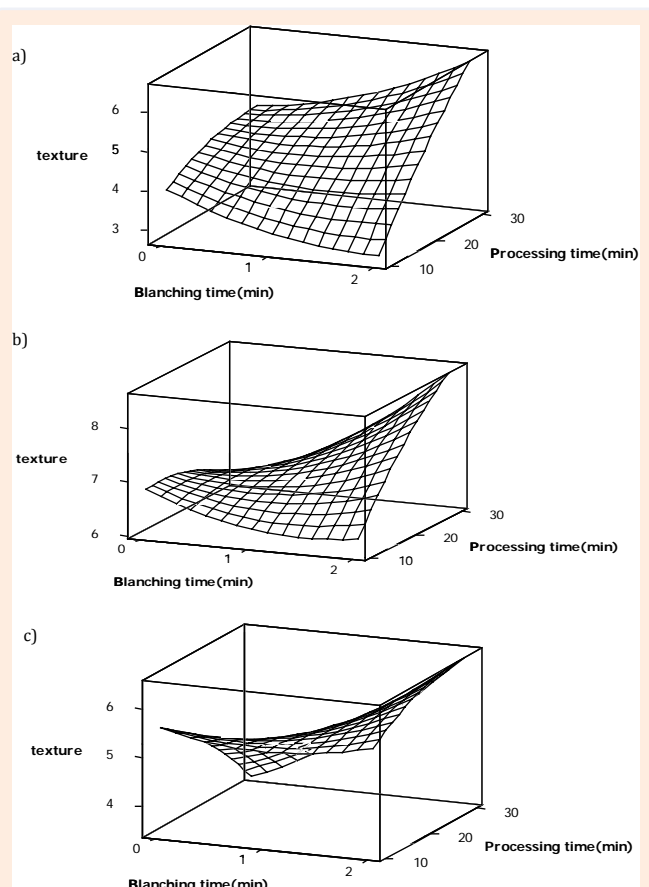 a)
6
texture 5
4
3
0
1
2
10
20
30
Processing time(min)
Blanching time(min)
b)
8
texture
7
6
0
1
2
10
20
30
Processing time(min)
Blanching time(min)
c)
6
texture 5
4
0
1
2
10
20
30
Processing time(min)
Blanching time(min)